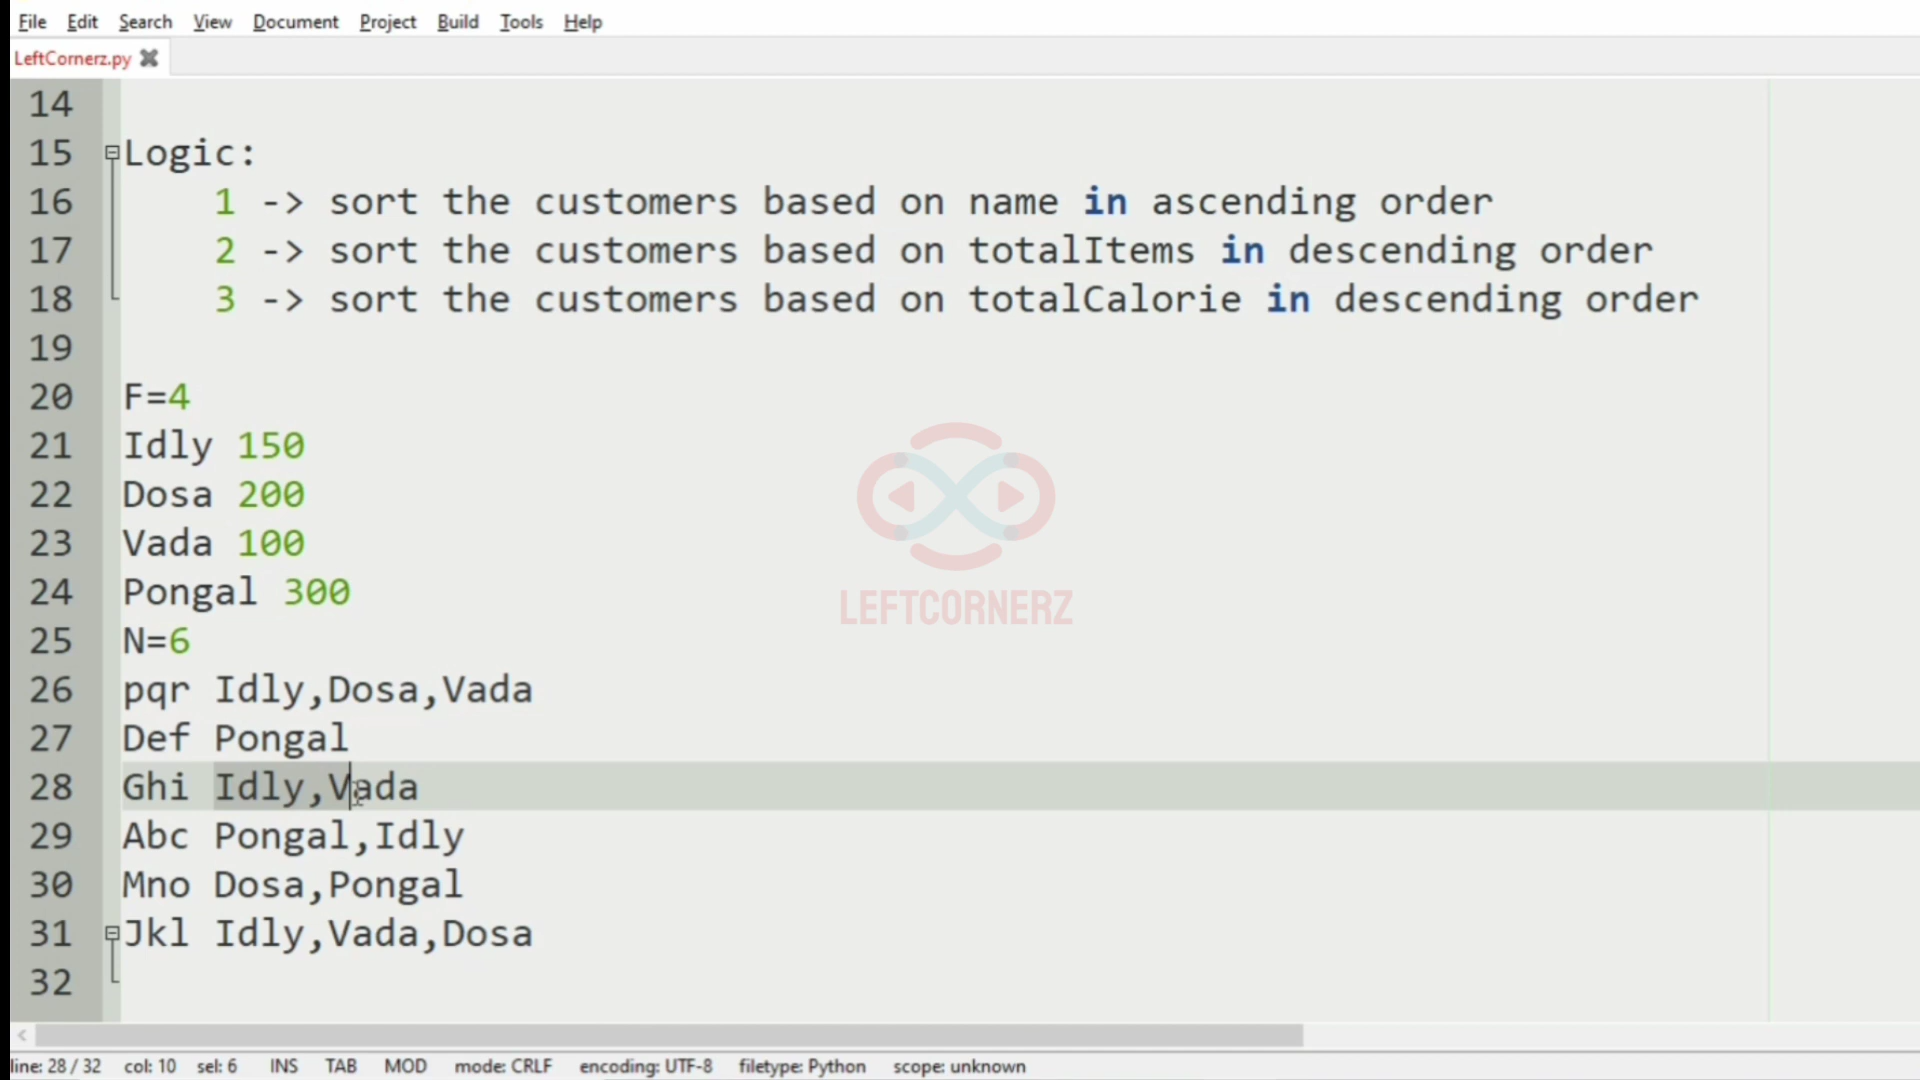 File Edit Search View Document Project Build Tools Help
LeftCornerz.py
14
15 Logic:
16 1 -> sort the customers based on name in ascending order
17 2 -> sort the customers based on totalItems in descending order
18 3 -> sort the customers based on totalCalorie in descending order
19
20 F=4
21 Idly 150
22 Dosa 200
23 Vada 100
24 Pongal 300
25 N=6
26 pqr Idly,Dosa,Vada
27 Def Pongal
28 Ghi Idly,Vada
29 Abc Pongal,Idly
30 Mno Dosa,Pongal
31 Jkl Idly,Vada,Dosa
32
LEFTCORNERZ
line: 28 / 32 col: 10 sel: 6 INS TAB MOD mode: CRLF encoding: UTF-8 filetype: Python scope: unknown